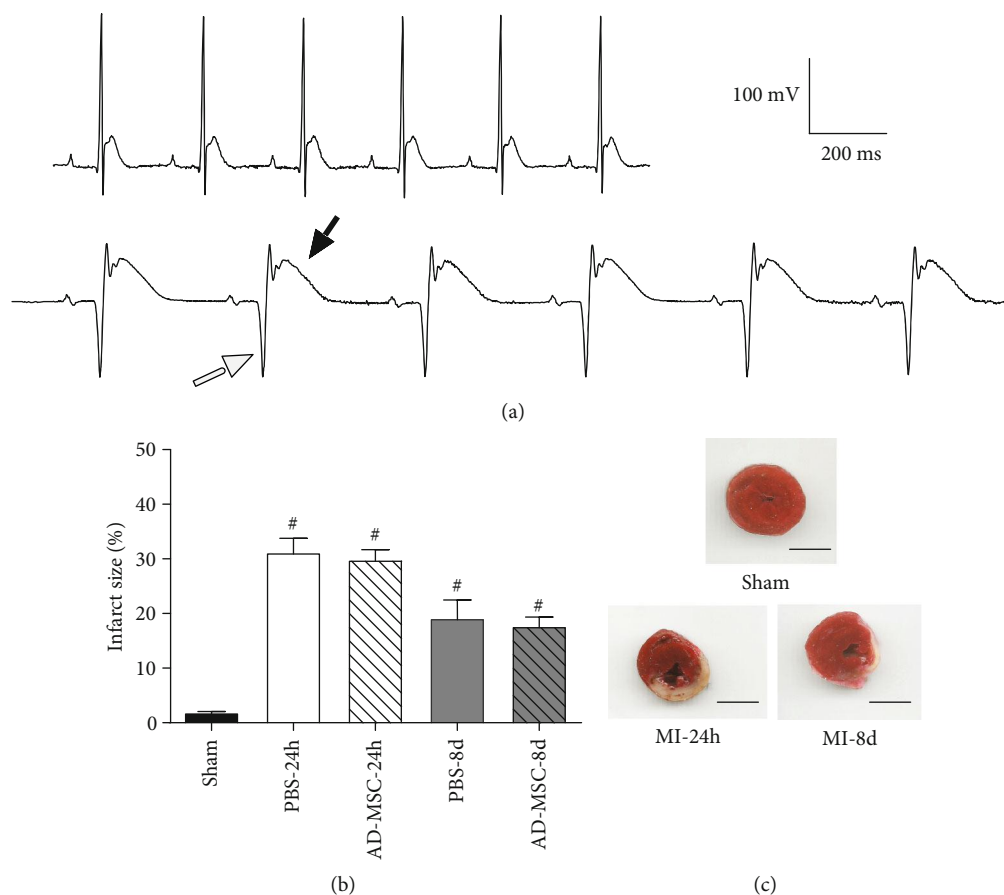 100 mV
200 ms
(a)
Infarct size (%)
50
40
30
20
10
0
#
#
#
#
Sham
PBS-24h
AD-MSC-24h
PBS-8d
AD-MSC-8d
(b)
Sham
MI-24h
MI-8d
(c)